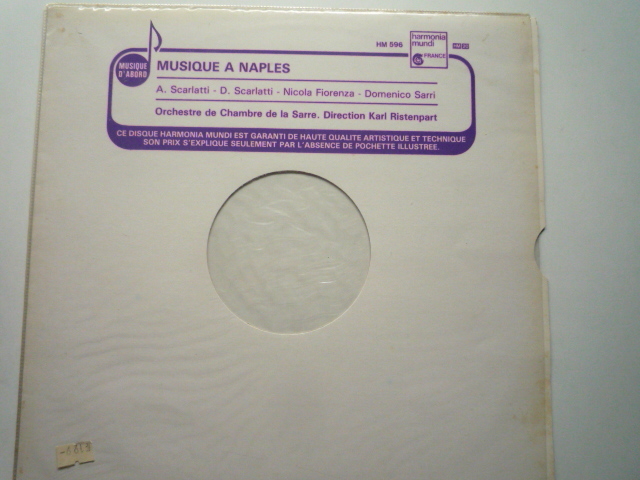 HM 596
harmonia
mundi
FRANCE
MUSIQUE
D'ABORD
MUSIQUE A NAPLES
A. Scarlatti - D. Scarlatti - Nicola Fiorenza - Domenico Sarri
Orchestre de Chambre de la Sarre. Direction Karl Ristenpart
CE DISQUE HARMONIA MUNDI EST GARANTI DE HAUTE QUALITE ARTISTIQUE ET TECHNIQUE
SON PRIX S'EXPLIQUE SEULEMENT PAR L'ABSENCE DE POCHETTE ILLUSTREE.